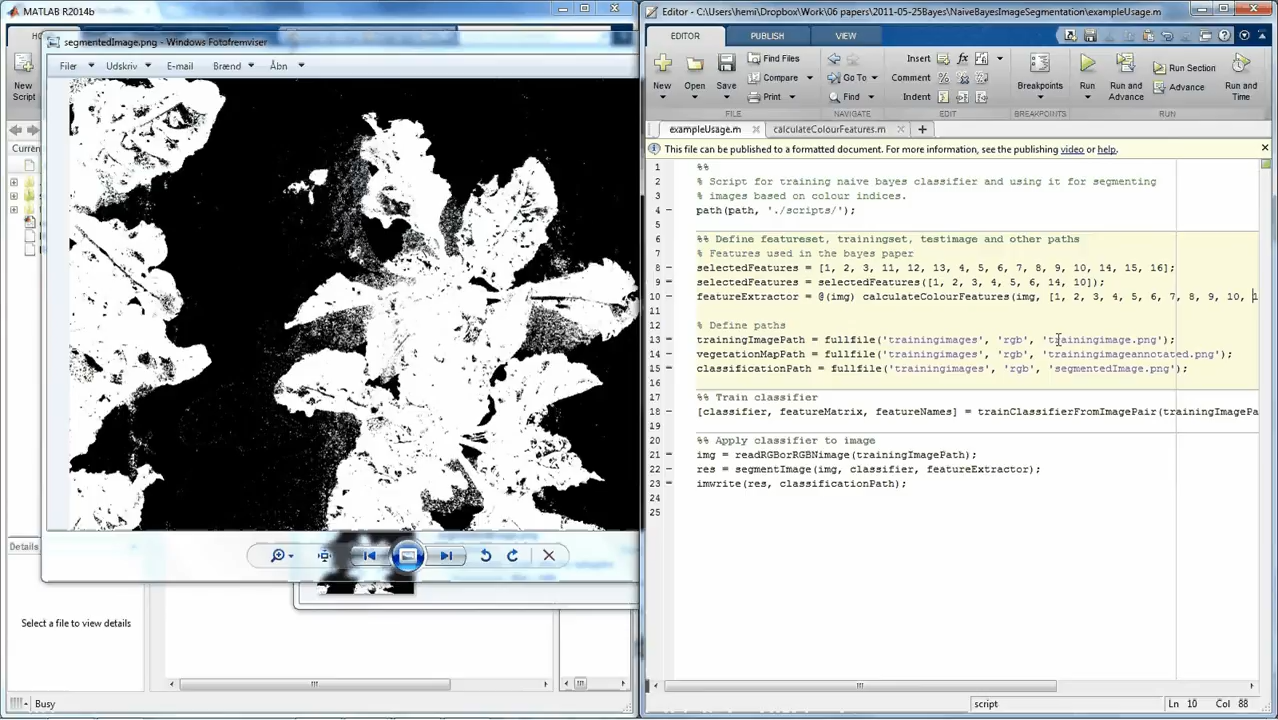 MATLAB R2014b
segmentedImage.png - Windows Fotofremviser
Filer Udskriv E-mail Brænd Åbn
New
Script
Details
Select a file to view details
Busy
Editor - C:\Users\hemi\Dropbox\Work\06 papers\2011-05-25Bayes\NaiveBayesImageSegmentation\exampleUsage.m
EDITOR PUBLISH VIEW
New Open Save
Find Files
Compare
Print
Go To
Find
Insert
Comment
Indent
Breakpoints
Run
Run and
Advance
Run Section
Advance
Run and
Time
FILE NAVIGATE EDIT BREAKPOINTS RUN
exampleUsage.m calculateColourFeatures.m
This file can be published to a formatted document. For more information, see the publishing video or help.
1 %%
2 % Script for training naive bayes classifier and using it for segmenting
3 % images based on colour indices.
4 path(path, './scripts/');
5
6 %% Define featureset, trainingset, testimage and other paths
7 % Features used in the bayes paper
8 selectedFeatures = [1, 2, 3, 11, 12, 13, 4, 5, 6, 7, 8, 9, 10, 14, 15, 16];
9 selectedFeatures = selectedFeatures([1, 2, 3, 4, 5, 6, 14, 10]);
10 featureExtractor = @(img) calculateColourFeatures(img, [1, 2, 3, 4, 5, 6, 7, 8, 9, 10, 1
11
12 % Define paths
13 trainingImagePath = fullfile('trainingimages', 'rgb', 'trainingimage.png');
14 vegetationMapPath = fullfile('trainingimages', 'rgb', 'trainingimageannotated.png');
15 classificationPath = fullfile('trainingimages', 'rgb', 'segmentedImage.png');
16
17 %% Train classifier
18 [classifier, featureMatrix, featureNames] = trainClassifierFromImagePair(trainingImagePa
19
20 %% Apply classifier to image
21 img = readRGBorRGBNimage(trainingImagePath);
22 res = segmentImage(img, classifier, featureExtractor);
23 imwrite(res, classificationPath);
24
25
script Ln 10 Col 88